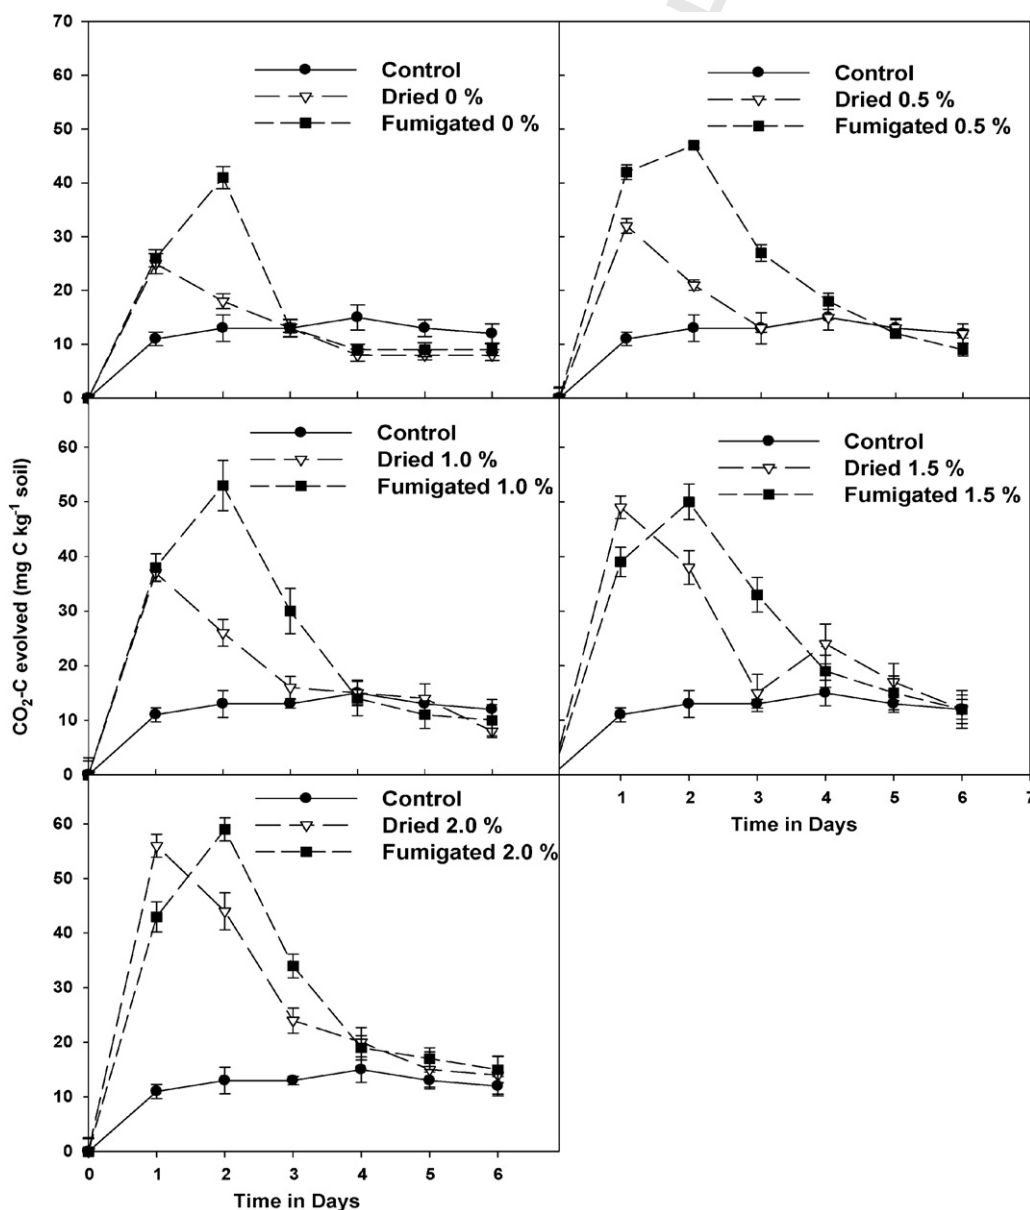 70
60
50
40
30
20
10
0
Control
Dried 0 %
Fumigated 0 %
Control
Dried 0.5 %
Fumigated 0.5 %
CO₂-C evolved (mg C kg⁻¹ soil)
60
50
40
30
20
10
0
Control
Dried 1.0 %
Fumigated 1.0 %
Control
Dried 1.5 %
Fumigated 1.5 %
1 2 3 4 5 6 7
Time in Days
60
50
40
30
20
10
0
Control
Dried 2.0 %
Fumigated 2.0 %
0 1 2 3 4 5 6
Time in Days